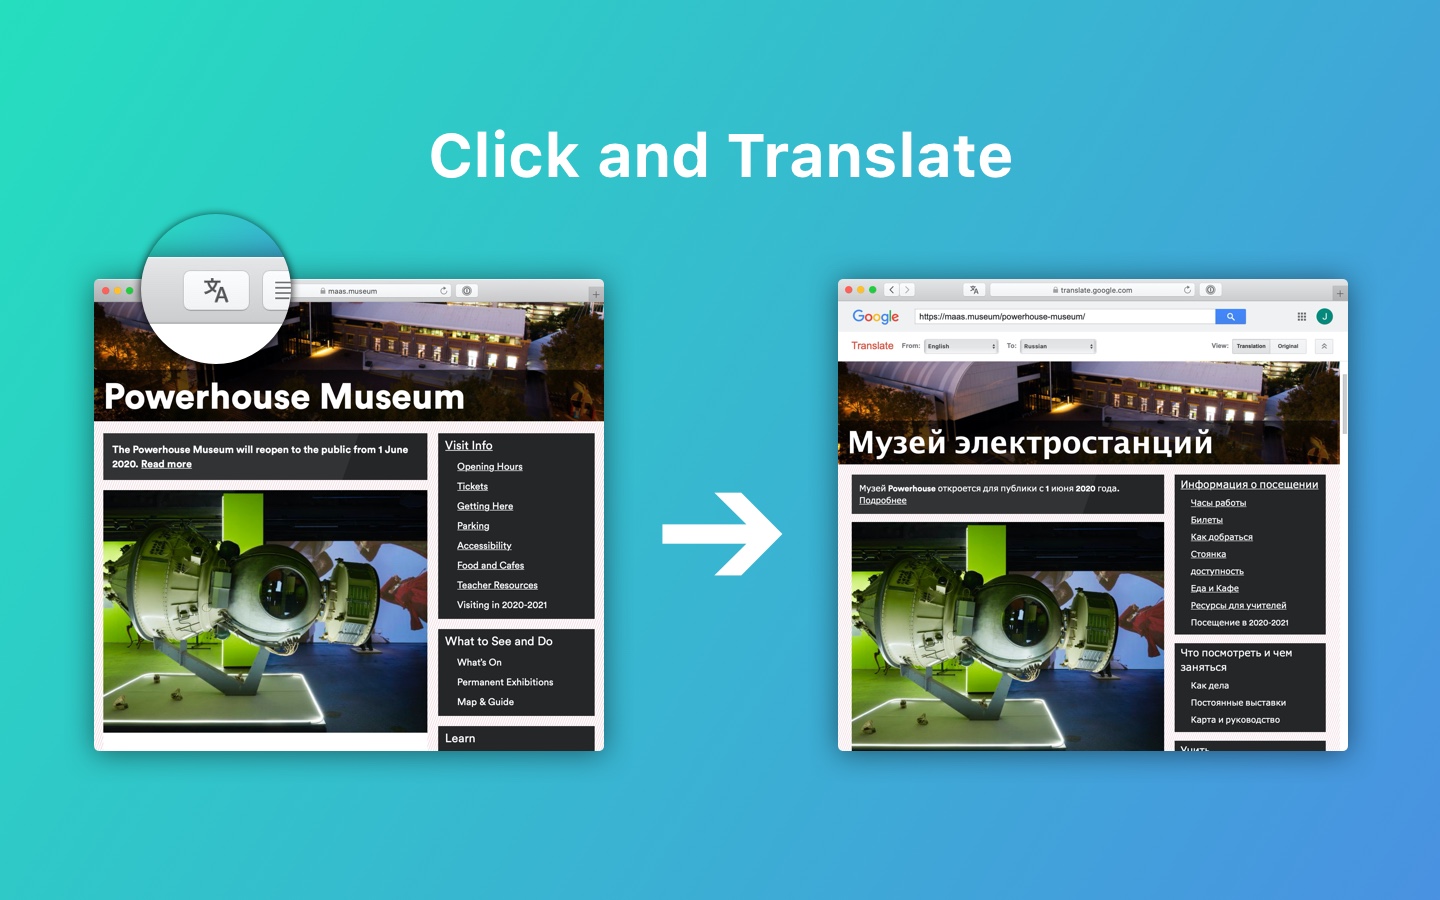 Click and Translate
文A
maas.museum
Powerhouse Museum
The Powerhouse Museum will reopen to the public from 1 June
2020. Read more
Visit Info
Opening Hours
Tickets
Getting Here
Parking
Accessibility
Food and Cafes
Teacher Resources
Visiting in 2020-2021
What to See and Do
What's On
Permanent Exhibitions
Map & Guide
Learn
文A
translate.google.com
Google
https://maas.museum/powerhouse-museum/
J
Translate
From:
English
To:
Russian
View:
Translation
Original
Музей электростанций
Музей Powerhouse откроется для публики с 1 июня 2020 года.
Подробнее
Информация о посещении
Часы работы
Билеты
Как добраться
Стоянка
доступность
Еда и Кафе
Ресурсы для учителей
Посещение в 2020-2021
Что посмотреть и чем
заняться
Как дела
Постоянные выставки
Карта и руководство
Учить